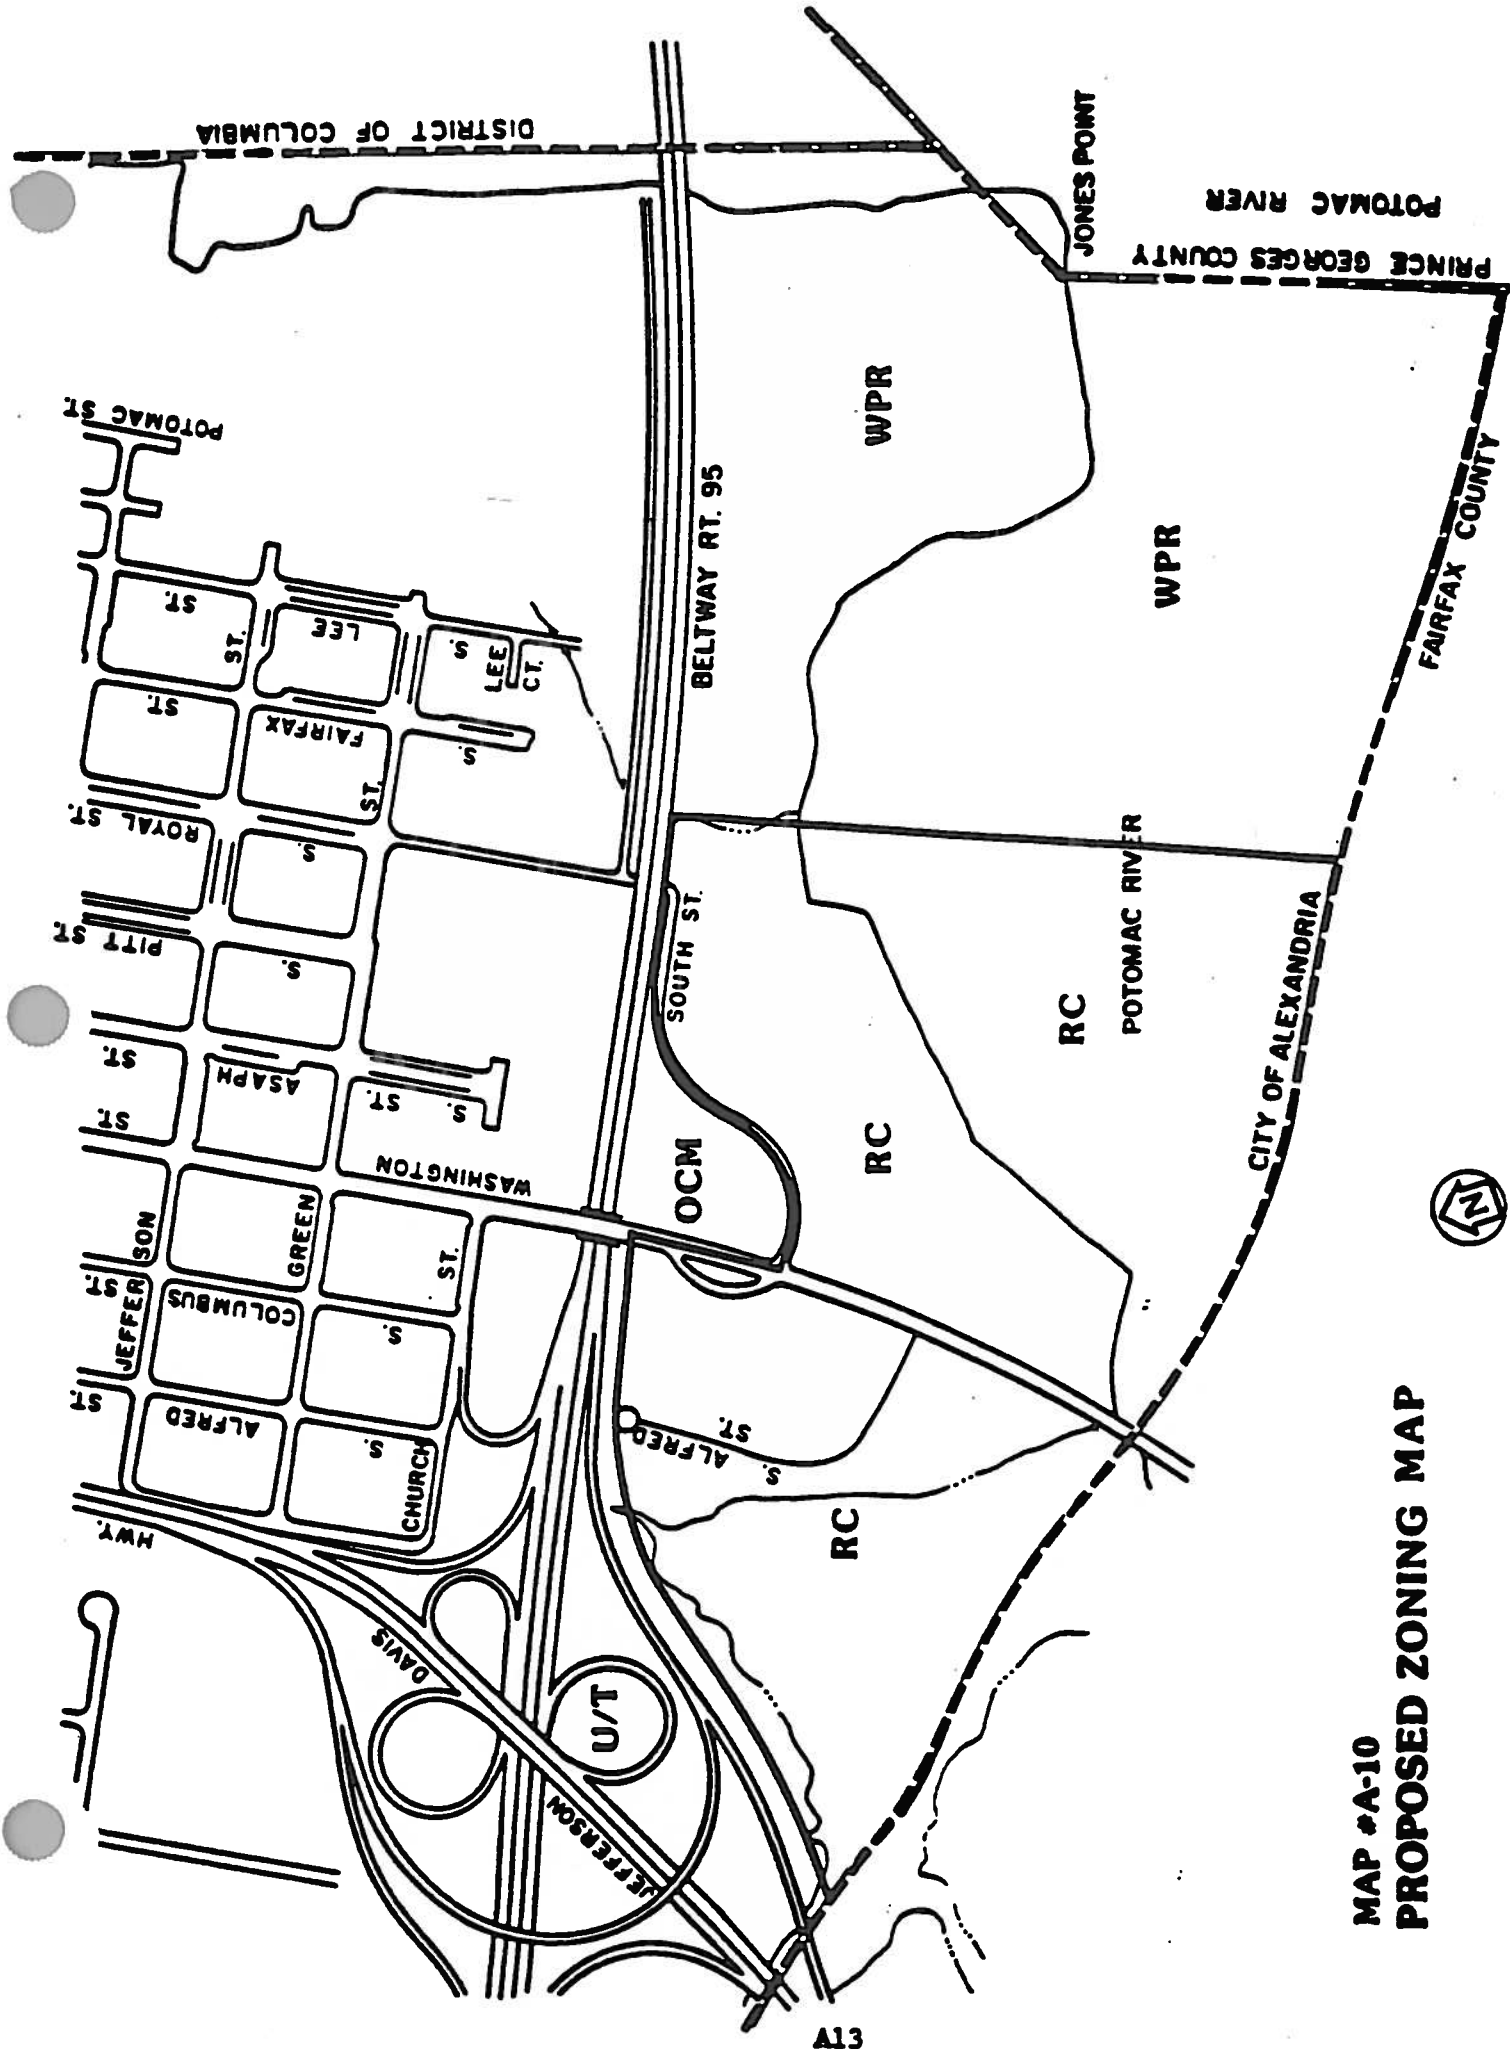 DISTRICT OF COLUMBIA
JONES POINT
POTOMAC RIVER
PRINCE GEORGES COUNTY
POTOMAC ST.
WPR
BELTWAY RT. 95
WPR
FAIRFAX COUNTY
S. LEE ST.
ST.
LEE
CT.
S. FAIRFAX ST.
ST.
S. ROYAL ST.
S. PITT ST.
SOUTH ST.
POTOMAC RIVER
RC
CITY OF ALEXANDRIA
S. ASAPH ST.
ST.
WASHINGTON ST.
OCM
RC
N
JEFFERSON
GREEN
ST.
S. COLUMBUS ST.
S. ALFRED ST.
CHURCH
S. ALFRED ST.
RC
HWY.
DAVIS
JEFFERSON
U/T
MAP #A-10
PROPOSED ZONING MAP
A13